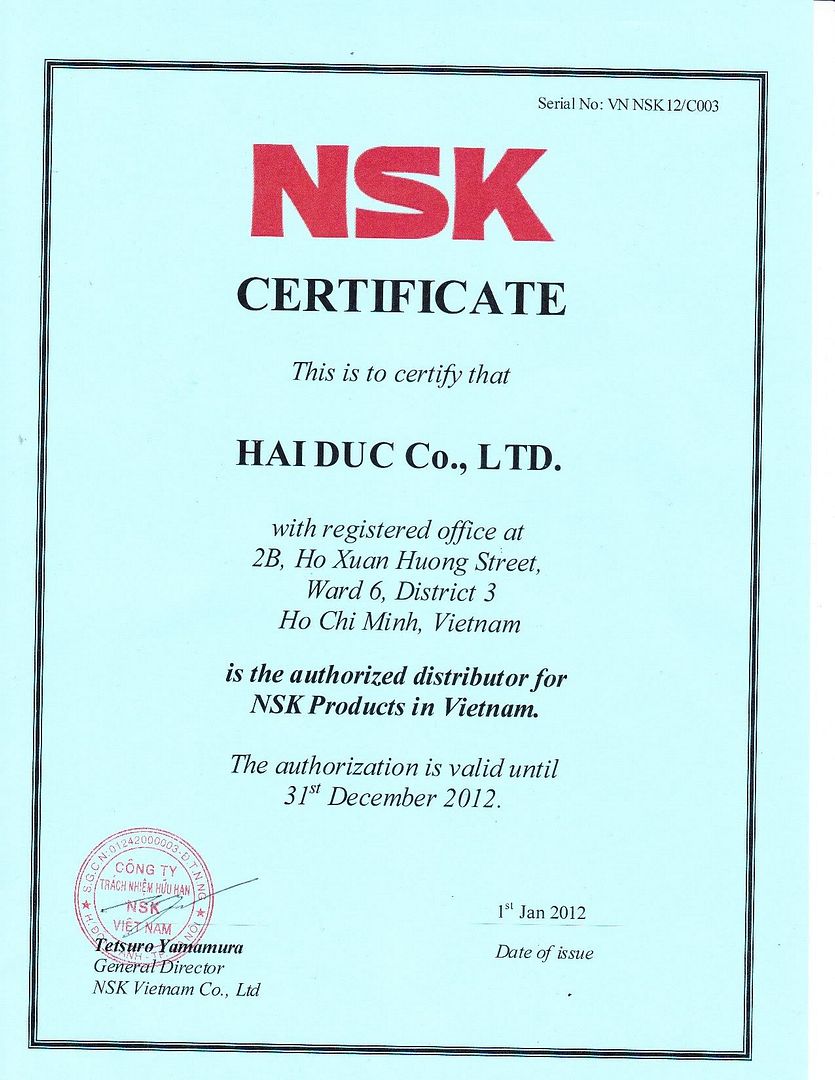 Serial No: VN NSK12/C003
NSK
CERTIFICATE
This is to certify that
HAI DUC Co., LTD.
with registered office at
2B, Ho Xuan Huong Street,
Ward 6, District 3
Ho Chi Minh, Vietnam
is the authorized distributor for
NSK Products in Vietnam.
The authorization is valid until
31st December 2012.
S.G.C.N:01242000003-Đ.T.N.N
CÔNG TY
TRÁCH NHIỆM HỮU HẠN
NSK
VIỆT NAM
1st Jan 2012
Tetsuro Yamamura
Date of issue
General Director
NSK Vietnam Co., Ltd